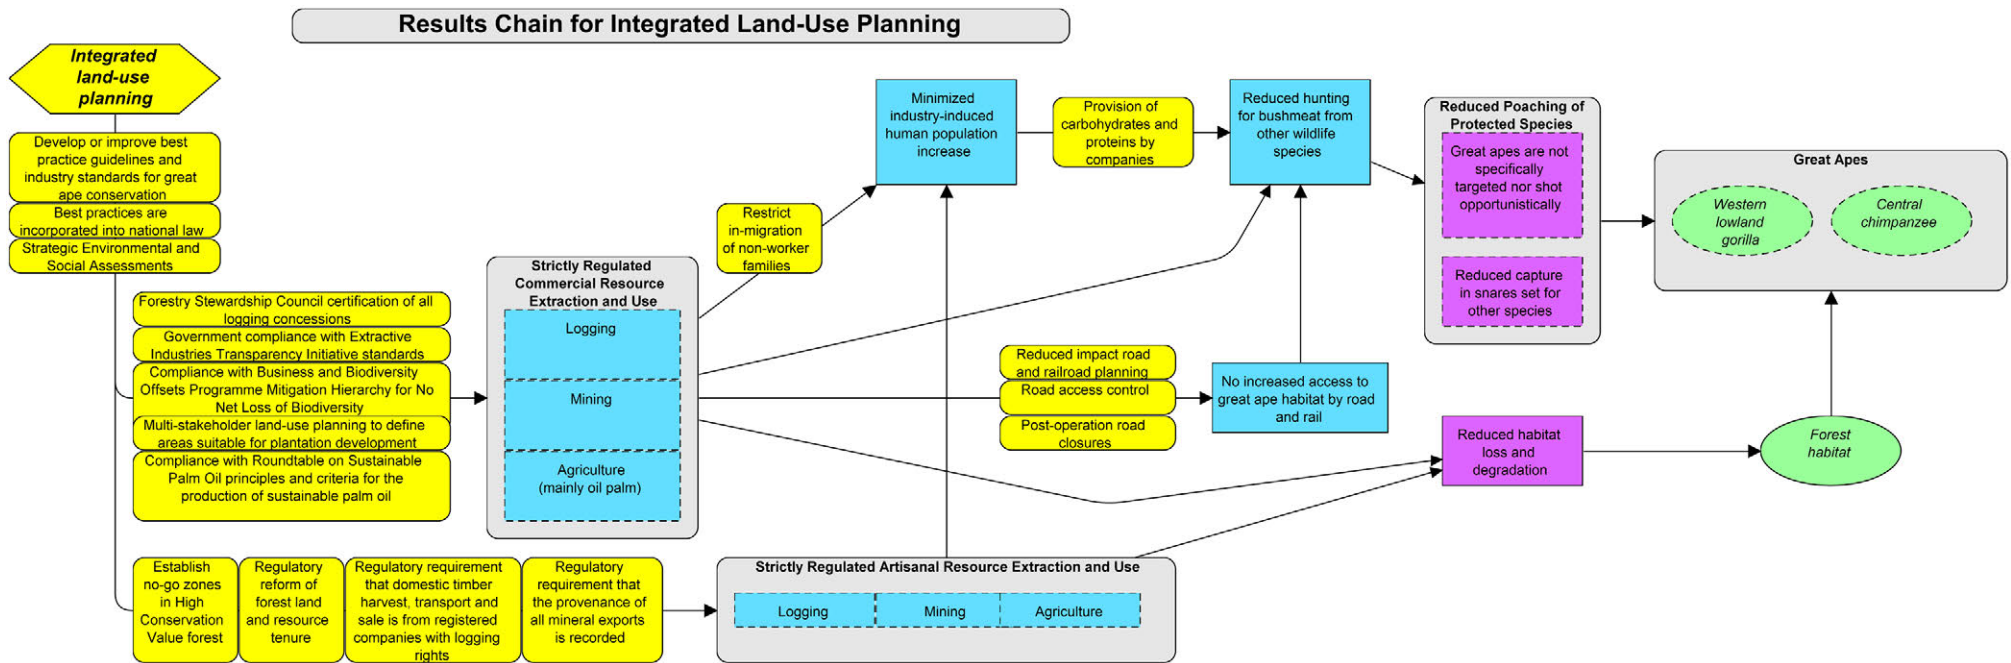 Results Chain for Integrated Land-Use Planning
Integrated
land-use
planning
Develop or improve best
practice guidelines and
industry standards for great
ape conservation
Best practices are
incorporated into national law
Strategic Environmental and
Social Assessments
Forestry Stewardship Council certification of all
logging concessions
Government compliance with Extractive
Industries Transparency Initiative standards
Compliance with Business and Biodiversity
Offsets Programme Mitigation Hierarchy for No
Net Loss of Biodiversity
Multi-stakeholder land-use planning to define
areas suitable for plantation development
Compliance with Roundtable on Sustainable
Palm Oil principles and criteria for the
production of sustainable palm oil
Establish
no-go zones
in High
Conservation
Value forest
Regulatory
reform of
forest land
and resource
tenure
Regulatory requirement
that domestic timber
harvest, transport and
sale is from registered
companies with logging
rights
Regulatory
requirement that
the provenance of
all mineral exports
is recorded
Strictly Regulated
Commercial Resource
Extraction and Use
Logging
Mining
Agriculture
(mainly oil palm)
Strictly Regulated Artisanal Resource Extraction and Use
Logging
Mining
Agriculture
Restrict
in-migration
of non-worker
families
Minimized
industry-induced
human population
increase
Provision of
carbohydrates and
proteins by
companies
Reduced hunting
for bushmeat from
other wildlife
species
Reduced impact road
and railroad planning
Road access control
Post-operation road
closures
No increased access to
great ape habitat by road
and rail
Reduced Poaching of
Protected Species
Great apes are not
specifically
targeted nor shot
opportunistically
Reduced capture
in snares set for
other species
Reduced habitat
loss and
degradation
Great Apes
Western
lowland
gorilla
Central
chimpanzee
Forest
habitat